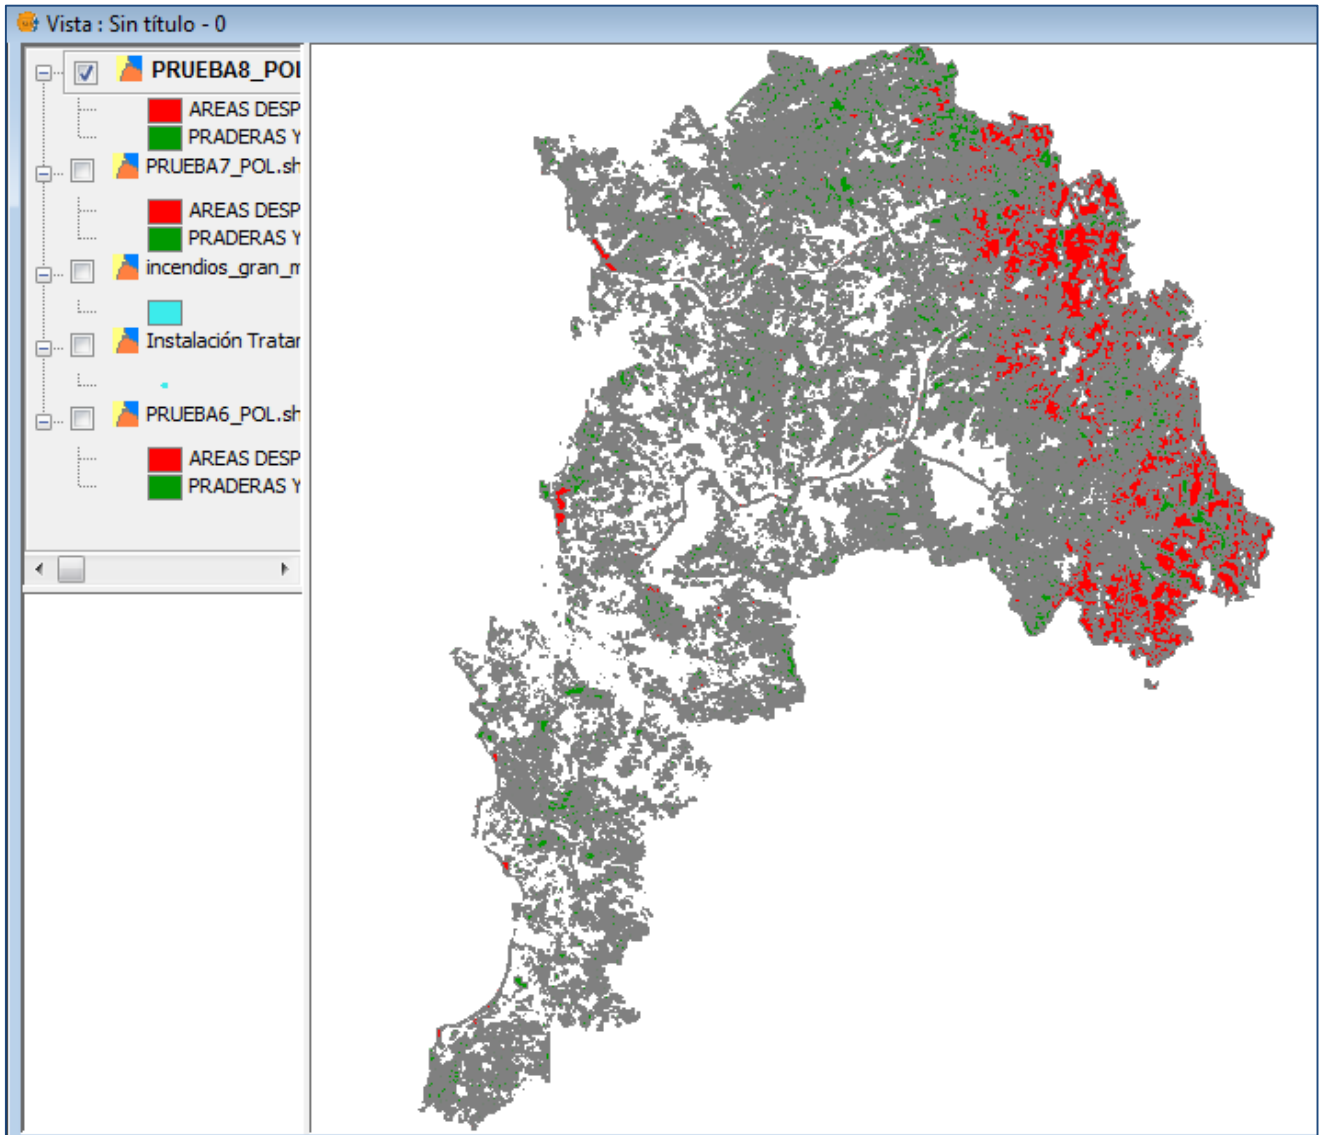 Vista : Sin título - 0
PRUEBA8_POL
AREAS DESP
PRADERAS Y
PRUEBA7_POL.sh
AREAS DESP
PRADERAS Y
incendios_gran_m
Instalación Tratar
PRUEBA6_POL.sh
AREAS DESP
PRADERAS Y